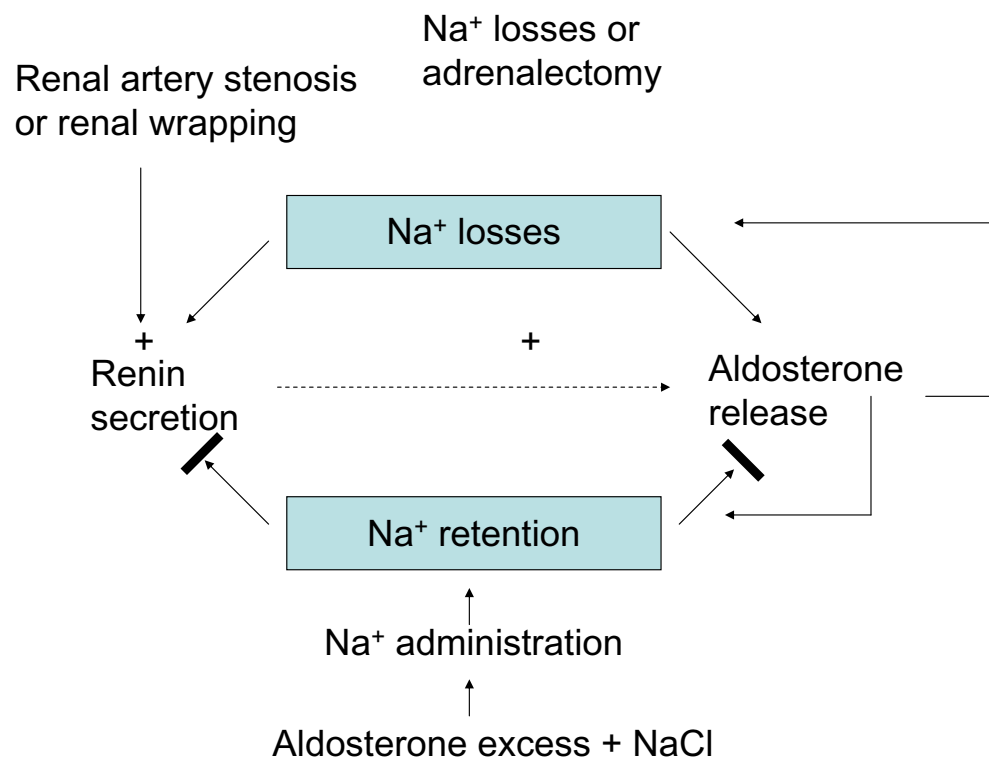 Na⁺ losses or
adrenalectomy
Renal artery stenosis
or renal wrapping
Na⁺ losses
+
+
Renin
secretion
Aldosterone
release
Na⁺ retention
Na⁺ administration
Aldosterone excess + NaCl